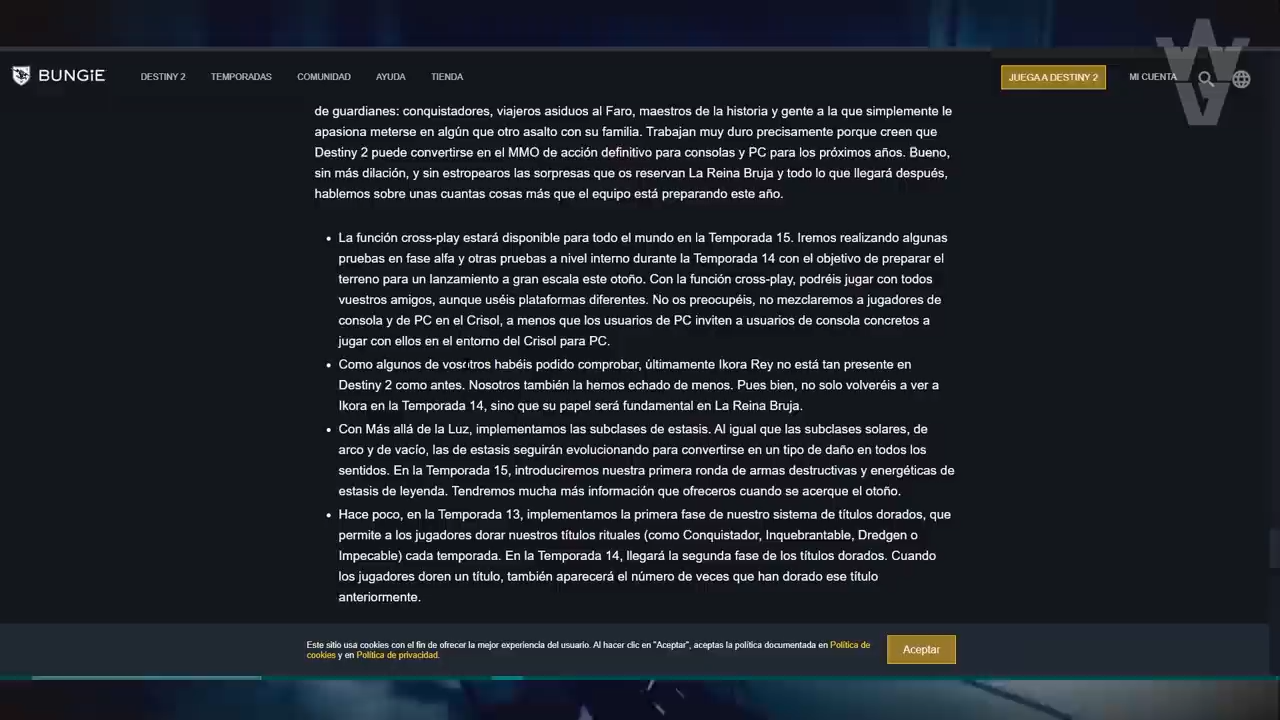 BUNGiE
DESTINY 2
TEMPORADAS
COMUNIDAD
AYUDA
TIENDA
JUEGA A DESTINY 2
MI CUENTA
de guardianes: conquistadores, viajeros asiduos al Faro, maestros de la historia y gente a la que simplemente le
apasiona meterse en algún que otro asalto con su familia. Trabajan muy duro precisamente porque creen que
Destiny 2 puede convertirse en el MMO de acción definitivo para consolas y PC para los próximos años. Bueno,
sin más dilación, y sin estropearos las sorpresas que os reservan La Reina Bruja y todo lo que llegará después,
hablemos sobre unas cuantas cosas más que el equipo está preparando este año.
• La función cross-play estará disponible para todo el mundo en la Temporada 15. Iremos realizando algunas
pruebas en fase alfa y otras pruebas a nivel interno durante la Temporada 14 con el objetivo de preparar el
terreno para un lanzamiento a gran escala este otoño. Con la función cross-play, podréis jugar con todos
vuestros amigos, aunque uséis plataformas diferentes. No os preocupéis, no mezclaremos a jugadores de
consola y de PC en el Crisol, a menos que los usuarios de PC inviten a usuarios de consola concretos a
jugar con ellos en el entorno del Crisol para PC.
• Como algunos de vosotros habéis podido comprobar, últimamente Ikora Rey no está tan presente en
Destiny 2 como antes. Nosotros también la hemos echado de menos. Pues bien, no solo volveréis a ver a
Ikora en la Temporada 14, sino que su papel será fundamental en La Reina Bruja.
• Con Más allá de la Luz, implementamos las subclases de estasis. Al igual que las subclases solares, de
arco y de vacío, las de estasis seguirán evolucionando para convertirse en un tipo de daño en todos los
sentidos. En la Temporada 15, introduciremos nuestra primera ronda de armas destructivas y energéticas de
estasis de leyenda. Tendremos mucha más información que ofreceros cuando se acerque el otoño.
• Hace poco, en la Temporada 13, implementamos la primera fase de nuestro sistema de títulos dorados, que
permite a los jugadores dorar nuestros títulos rituales (como Conquistador, Inquebrantable, Dredgen o
Impecable) cada temporada. En la Temporada 14, llegará la segunda fase de los títulos dorados. Cuando
los jugadores doren un título, también aparecerá el número de veces que han dorado ese título
anteriormente.
Este sitio usa cookies con el fin de ofrecer la mejor experiencia del usuario. Al hacer clic en "Aceptar", aceptas la política documentada en Política de
cookies y en Política de privacidad.
Aceptar